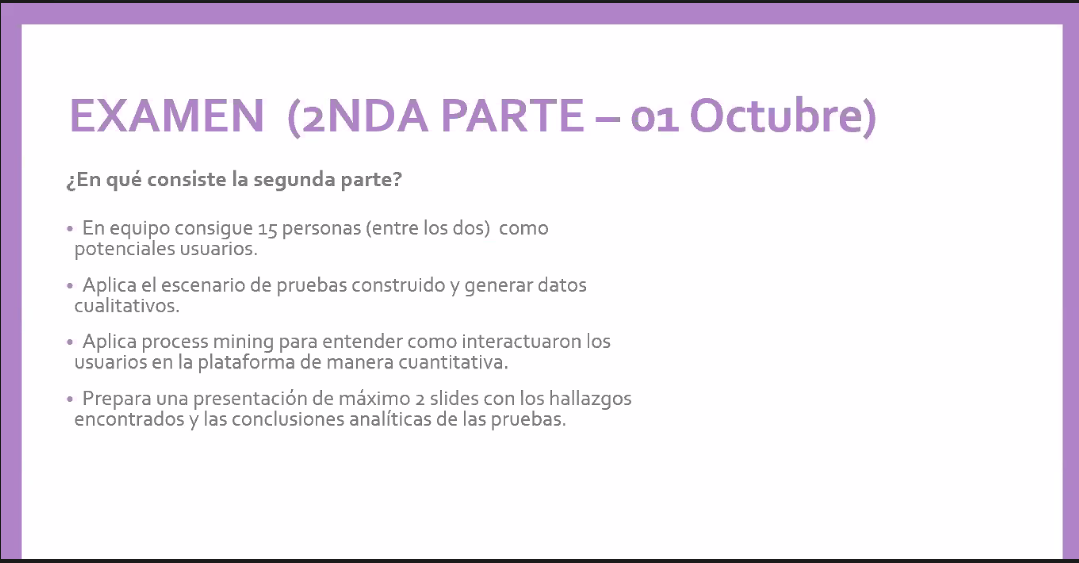 EXAMEN (2NDA PARTE – 01 Octubre)
¿En qué consiste la segunda parte?
• En equipo consigue 15 personas (entre los dos) como
potenciales usuarios.
• Aplica el escenario de pruebas construido y generar datos
cualitativos.
• Aplica process mining para entender como interactuaron los
usuarios en la plataforma de manera cuantitativa.
• Prepara una presentación de máximo 2 slides con los hallazgos
encontrados y las conclusiones analíticas de las pruebas.